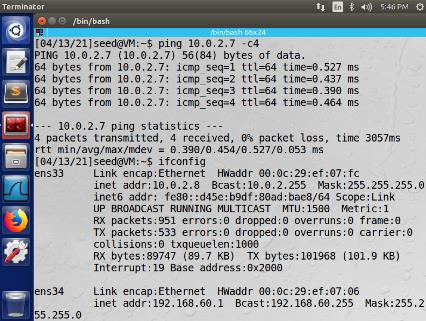 Terminator
En
5:46 PM
/bin/bash
/bin/bash 66x24
[04/13/21]seed@VM:~$ ping 10.0.2.7 -c4
PING 10.0.2.7 (10.0.2.7) 56(84) bytes of data.
64 bytes from 10.0.2.7: icmp_seq=1 ttl=64 time=0.527 ms
64 bytes from 10.0.2.7: icmp_seq=2 ttl=64 time=0.437 ms
64 bytes from 10.0.2.7: icmp_seq=3 ttl=64 time=0.390 ms
64 bytes from 10.0.2.7: icmp_seq=4 ttl=64 time=0.464 ms
--- 10.0.2.7 ping statistics ---
4 packets transmitted, 4 received, 0% packet loss, time 3057ms
rtt min/avg/max/mdev = 0.390/0.454/0.527/0.053 ms
[04/13/21]seed@VM:~$ ifconfig
ens33 Link encap:Ethernet HWaddr 00:0c:29:ef:07:fc
inet addr:10.0.2.8 Bcast:10.0.2.255 Mask:255.255.255.0
inet6 addr: fe80::d45e:b9df:80ad:bae8/64 Scope:Link
UP BROADCAST RUNNING MULTICAST MTU:1500 Metric:1
RX packets:951 errors:0 dropped:0 overruns:0 frame:0
TX packets:533 errors:0 dropped:0 overruns:0 carrier:0
collisions:0 txqueuelen:1000
RX bytes:89747 (89.7 KB) TX bytes:101968 (101.9 KB)
Interrupt:19 Base address:0x2000
ens34 Link encap:Ethernet HWaddr 00:0c:29:ef:07:06
inet addr:192.168.60.1 Bcast:192.168.60.255 Mask:255.2
55.255.0